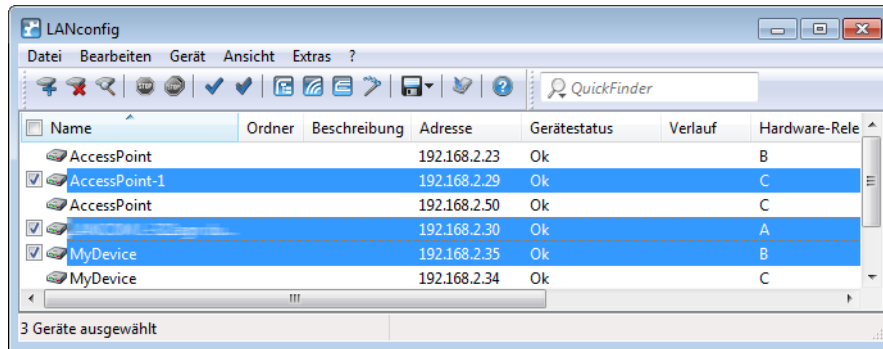 LANconfig
Datei Bearbeiten Gerät Ansicht Extras ?
STOP STOP QuickFinder
Name Ordner Beschreibung Adresse Gerätestatus Verlauf Hardware-Rele
AccessPoint 192.168.2.23 Ok B
AccessPoint-1 192.168.2.29 Ok C
AccessPoint 192.168.2.50 Ok C
192.168.2.30 Ok A
MyDevice 192.168.2.35 Ok B
MyDevice 192.168.2.34 Ok C
3 Geräte ausgewählt